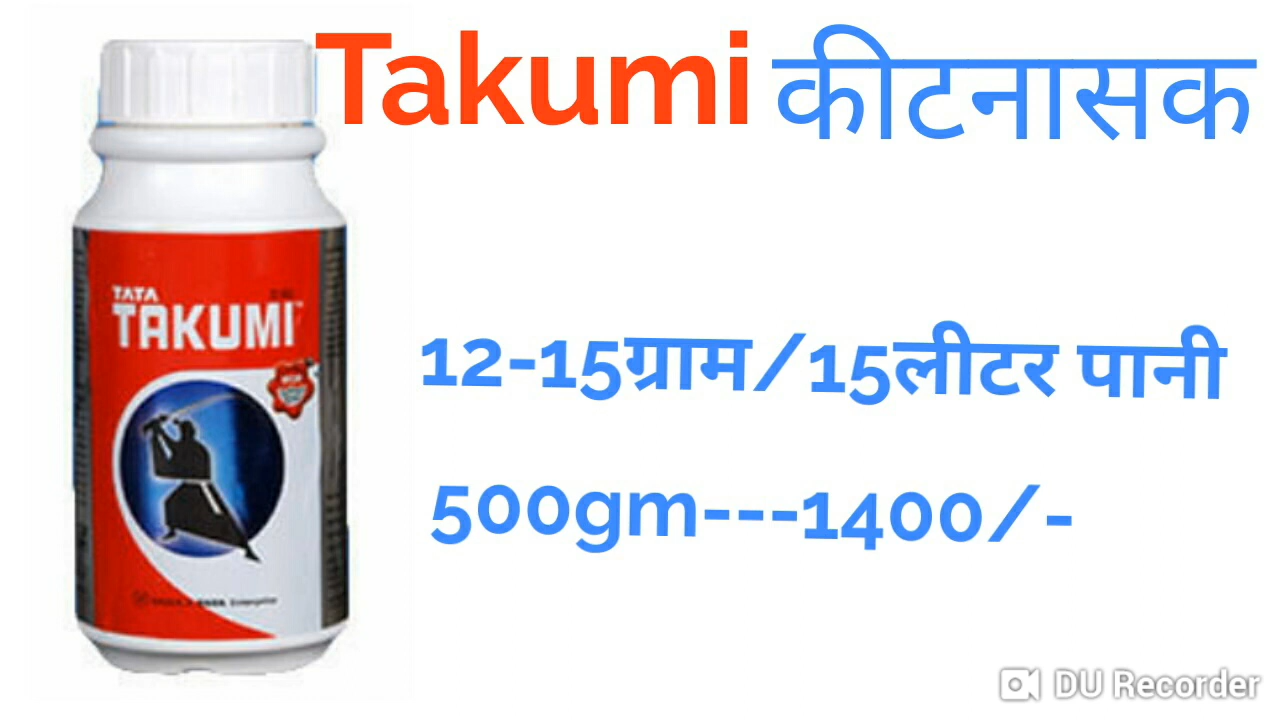 Takumi कीटनासक
TATA
TAKUMI
12-15ग्राम/15लीटर पानी
500gm---1400/-
DU Recorder